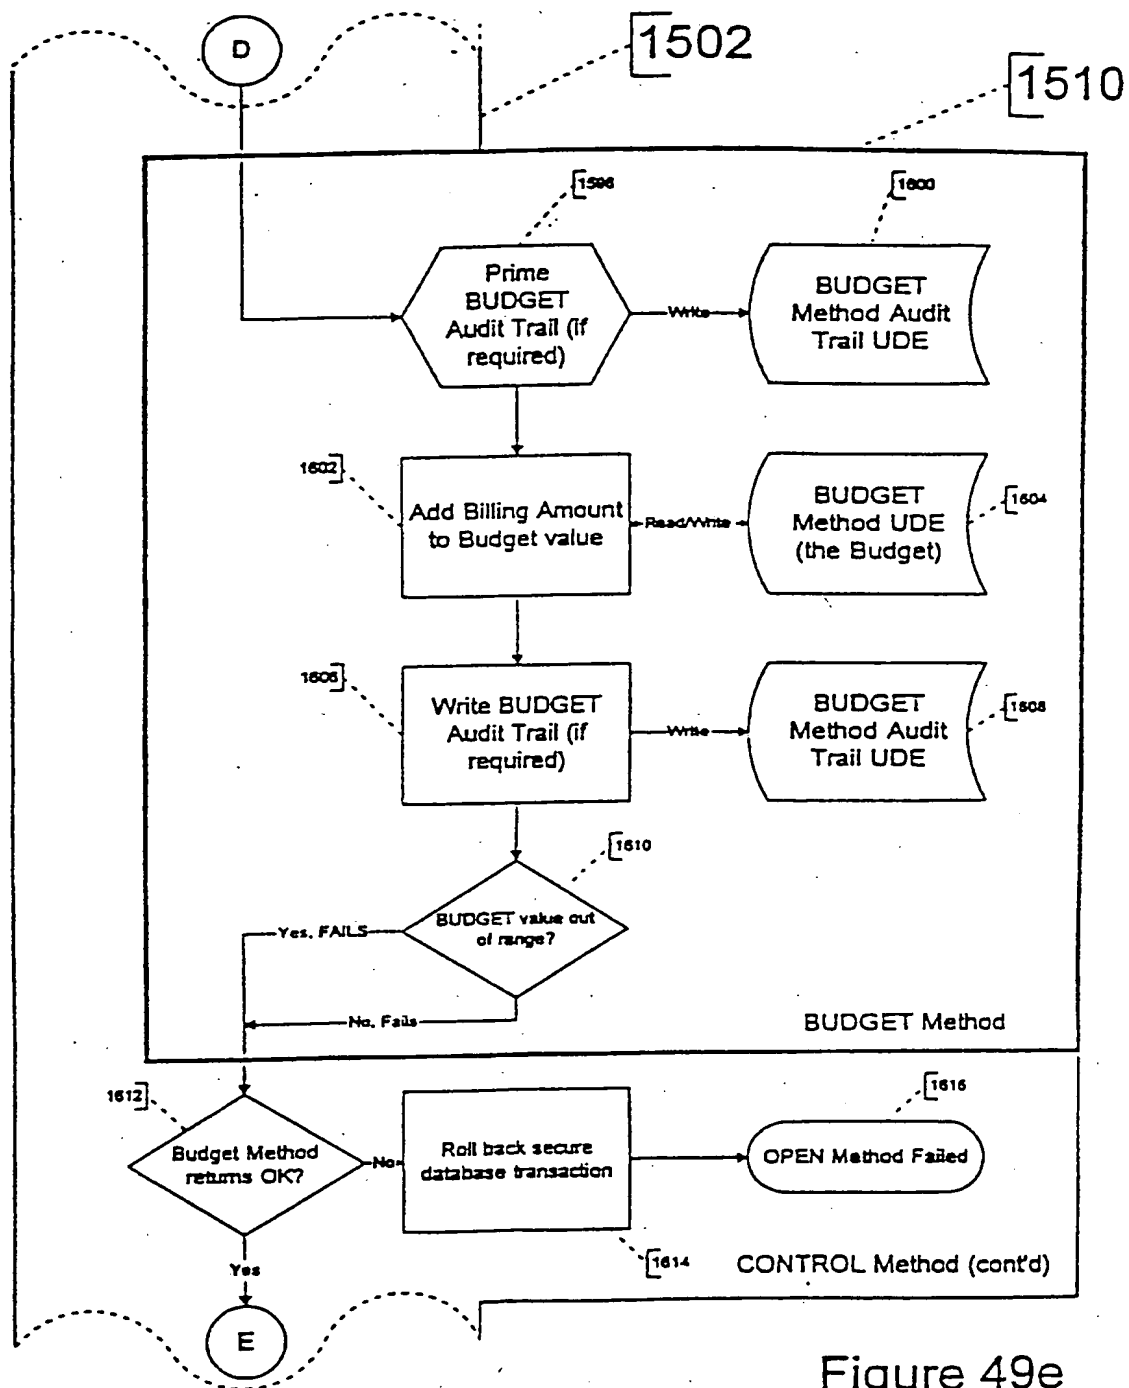 D
1502
1510
1598
1600
Prime
BUDGET
Audit Trail (if
required)
Write
BUDGET
Method Audit
Trail UDE
1602
Add Billing Amount
to Budget value
Read/Write
BUDGET
Method UDE
(the Budget)
1604
1606
Write BUDGET
Audit Trail (if
required)
Write
BUDGET
Method Audit
Trail UDE
1608
1610
BUDGET value out
of range?
Yes, FAILS
No, Fails
BUDGET Method
1612
Budget Method
returns OK?
No
Roll back secure
database transaction
1616
OPEN Method Failed
1614
CONTROL Method (cont'd)
Yes
E
Figure 49e